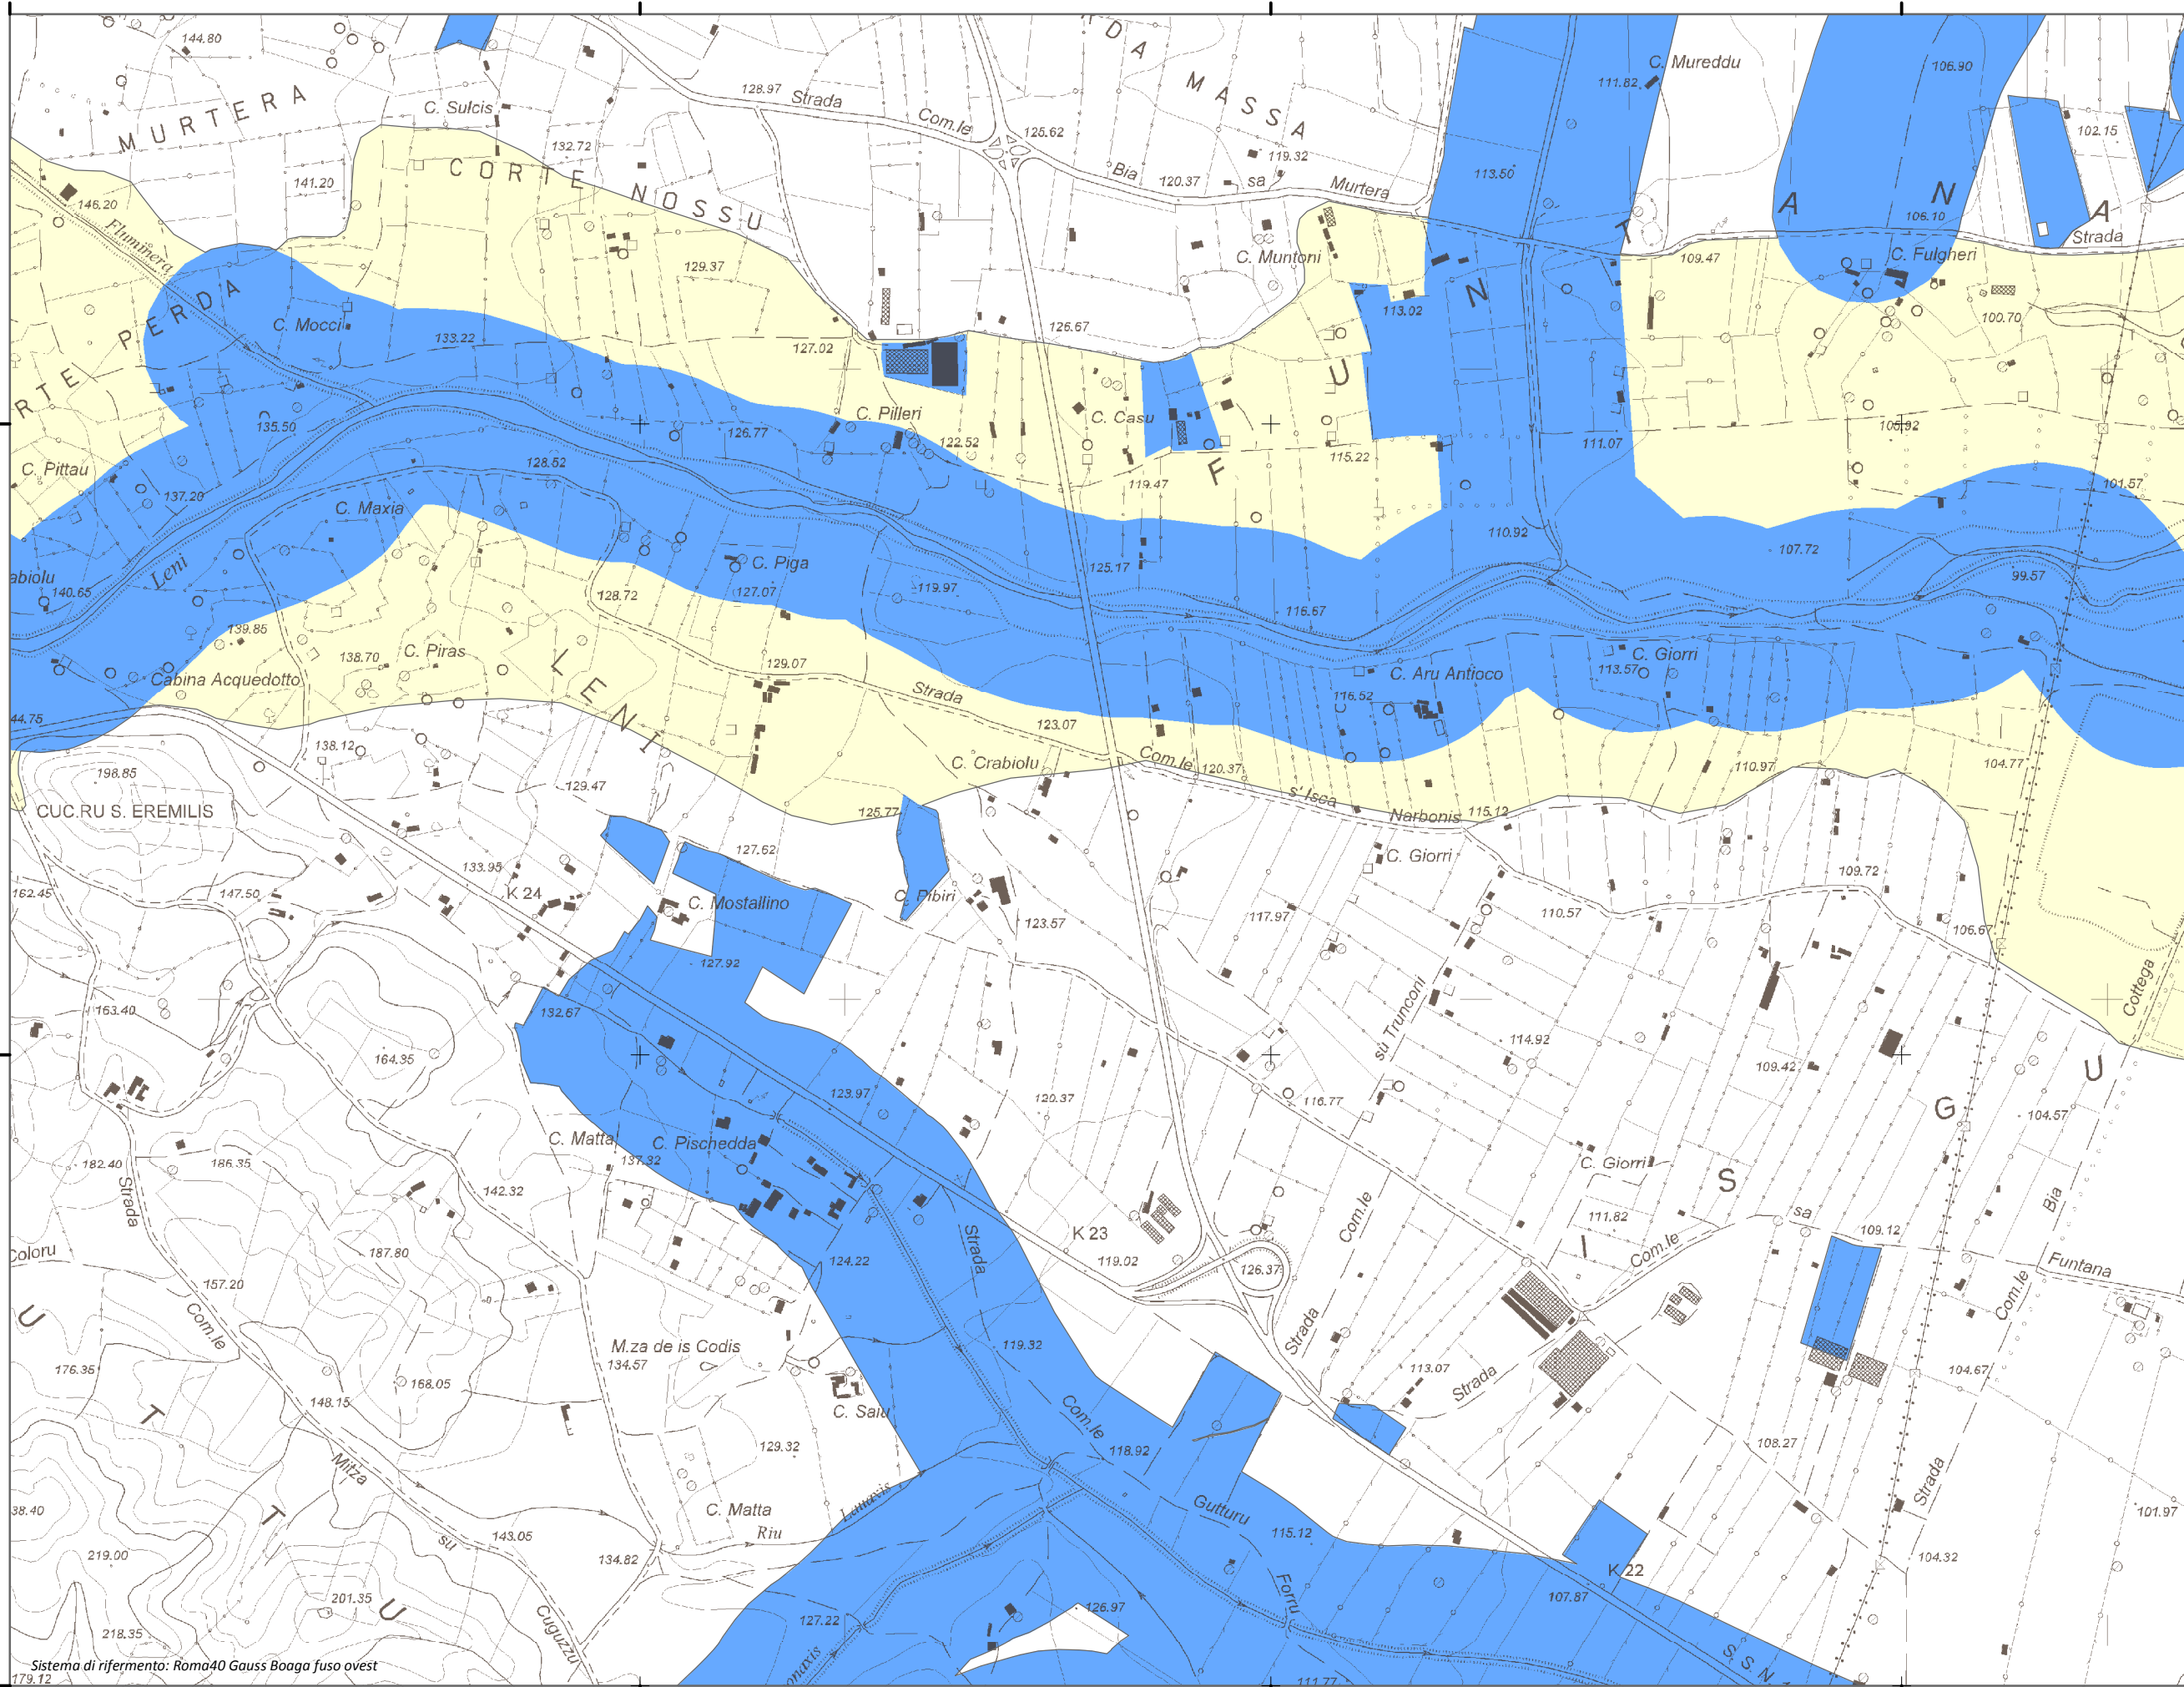 144.80
MURTERA
C. Sulcis
128.97
Strada
Com.le
125.62
DA
MASSA
C. Mureddu
111.82
106.90
102.15
132.72
CORTE NOSSU
141.20
146.20
Fluminera
119.32
Bia
120.37
sa
Murtera
113.50
FUNTANA
106.10
Strada
C. Muntoni
109.47
C. Fulgheri
129.37
RTE PERDA
C. Mocci
133.22
127.02
126.67
113.02
100.70
C. Pilleri
C. Casu
135.50
126.77
122.52
115.22
111.07
105.92
C. Pittau
128.52
119.47
101.57
137.20
C. Maxia
110.92
107.72
abiolu
Leni
C. Piga
125.17
99.57
140.65
128.72
127.07
119.97
116.67
139.85
138.70
C. Piras
129.07
C. Aru Antioco
C. Giorri
113.57
Cabina Acquedotto
LENI
Strada
116.52
44.75
123.07
138.12
C. Crabiolu
Com.le
120.37
110.97
104.77
198.85
129.47
s' Isca
CUC.RU S. EREMILIS
125.77
Narbonis
115.12
127.62
C. Giorri
133.95
109.72
162.45
147.50
K 24
C. Mostallino
C. Pibiri
123.57
117.97
110.57
106.67
127.92
su Trunconi
Cottega
163.40
132.67
164.35
114.92
109.42
U
123.97
120.37
116.77
G
104.57
C. Matta
C. Pischedda
137.32
C. Giorri
182.40
186.35
142.32
S
Strada
111.82
sa
Bia
Coloru
187.80
Strada
K 23
Com.le
109.12
119.02
126.37
Com.le
Funtana
157.20
124.22
Com.le
U
Com.le
119.32
Strada
M.za de is Codis
134.57
176.35
113.07
Strada
104.67
168.05
148.15
C. Saiu
Com.le
T
129.32
118.92
108.27
Mitza
Strada
38.40
C. Matta
Gutturu
101.97
T
Riu
143.05
115.12
su
219.00
134.82
104.32
K 22
Forru
107.87
201.35
U
Cuguzzu
127.22
126.97
218.35
S. S. N.
Sistema di rifermento: Roma40 Gauss Boaga fuso ovest
179.12
onaxis
111.77